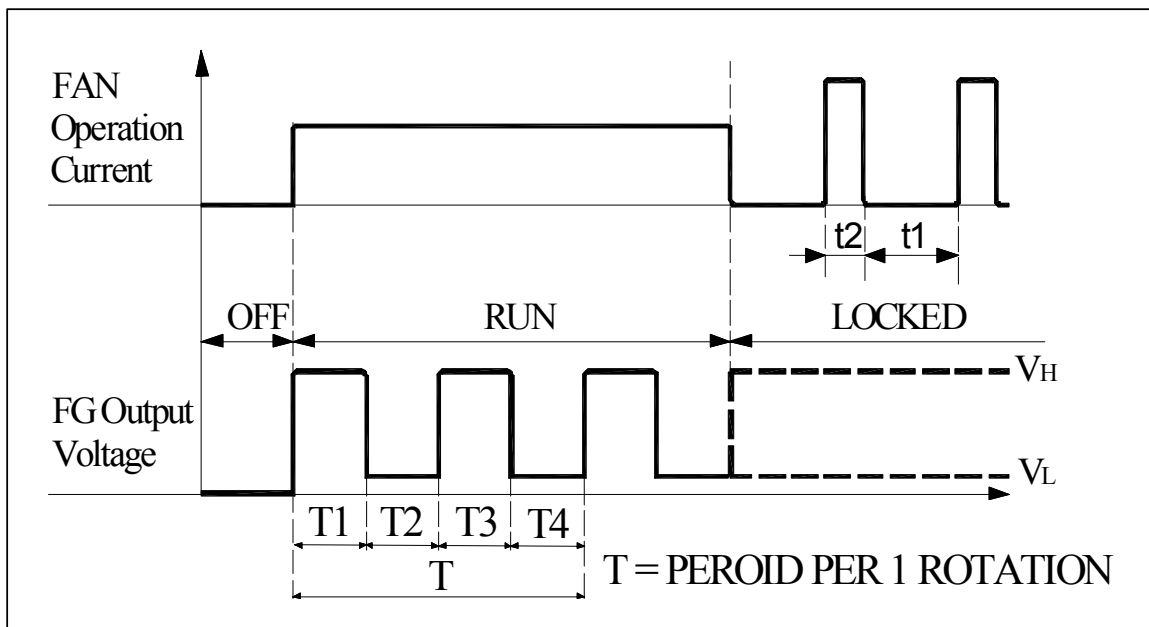 FAN
Operation
Current
t2
t1
OFF
RUN
LOCKED
VH
FG Output
Voltage
VL
T1
T2
T3
T4
T
T = PEROID PER 1 ROTATION